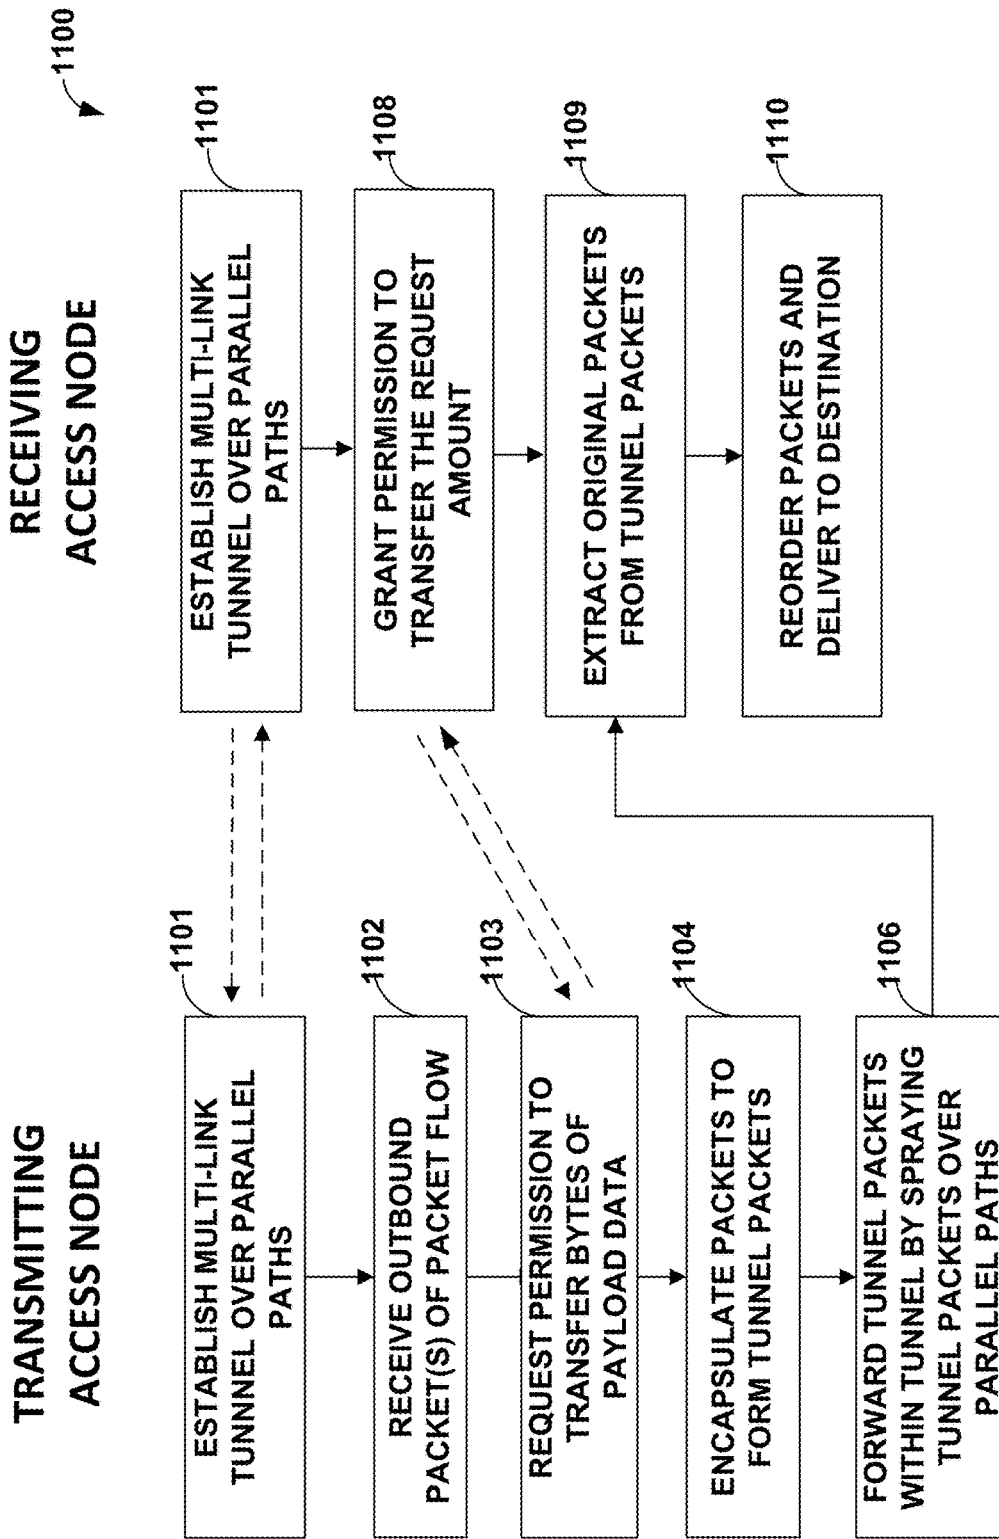 TRANSMITTING
ACCESS NODE
ESTABLISH MULTI-LINK
TUNNNEL OVER PARALLEL
PATHS
1101
RECEIVE OUTBOUND
PACKET(S) OF PACKET FLOW
1102
REQUEST PERMISSION TO
TRANSFER BYTES OF
PAYLOAD DATA
1103
ENCAPSULATE PACKETS TO
FORM TUNNEL PACKETS
1104
FORWARD TUNNEL PACKETS
WITHIN TUNNEL BY SPRAYING
TUNNEL PACKETS OVER
PARALLEL PATHS
1106
RECEIVING
ACCESS NODE
1100
ESTABLISH MULTI-LINK
TUNNNEL OVER PARALLEL
PATHS
1101
GRANT PERMISSION TO
TRANSFER THE REQUEST
AMOUNT
1108
EXTRACT ORIGINAL PACKETS
FROM TUNNEL PACKETS
1109
REORDER PACKETS AND
DELIVER TO DESTINATION
1110